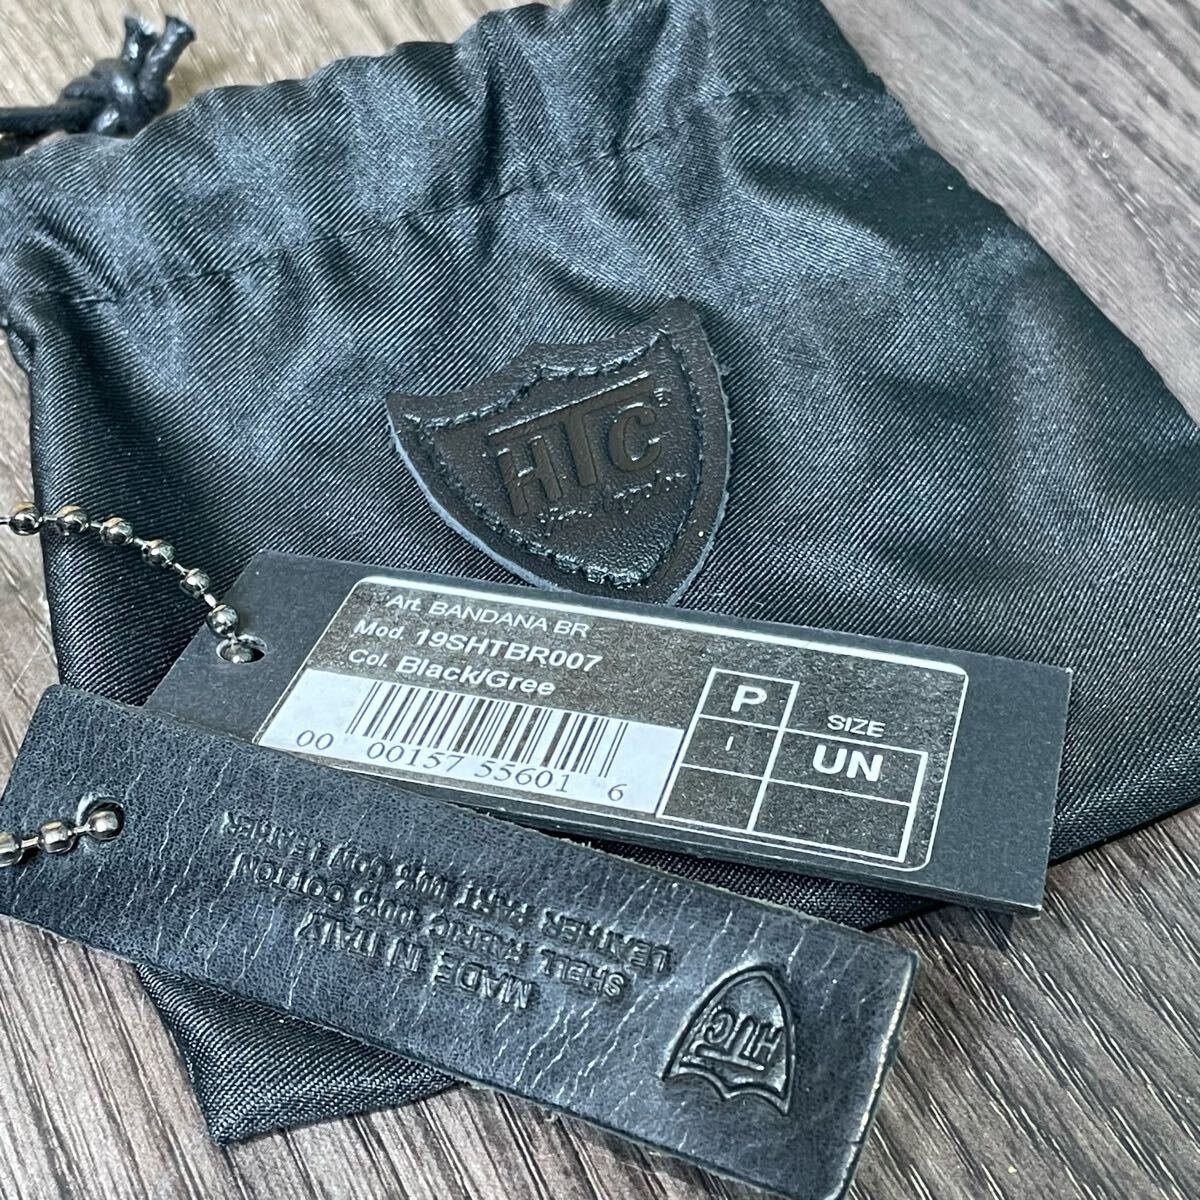 HTC
Art. BANDANA BR
Mod. 19SHTBR007
Col. Black/Gree
00 00157 55601 6
P
SIZE
UN
MADE IN ITALY
SHELL FABRIC 100% COTTON
LEATHER PART 100% COW LEATHER
HTC